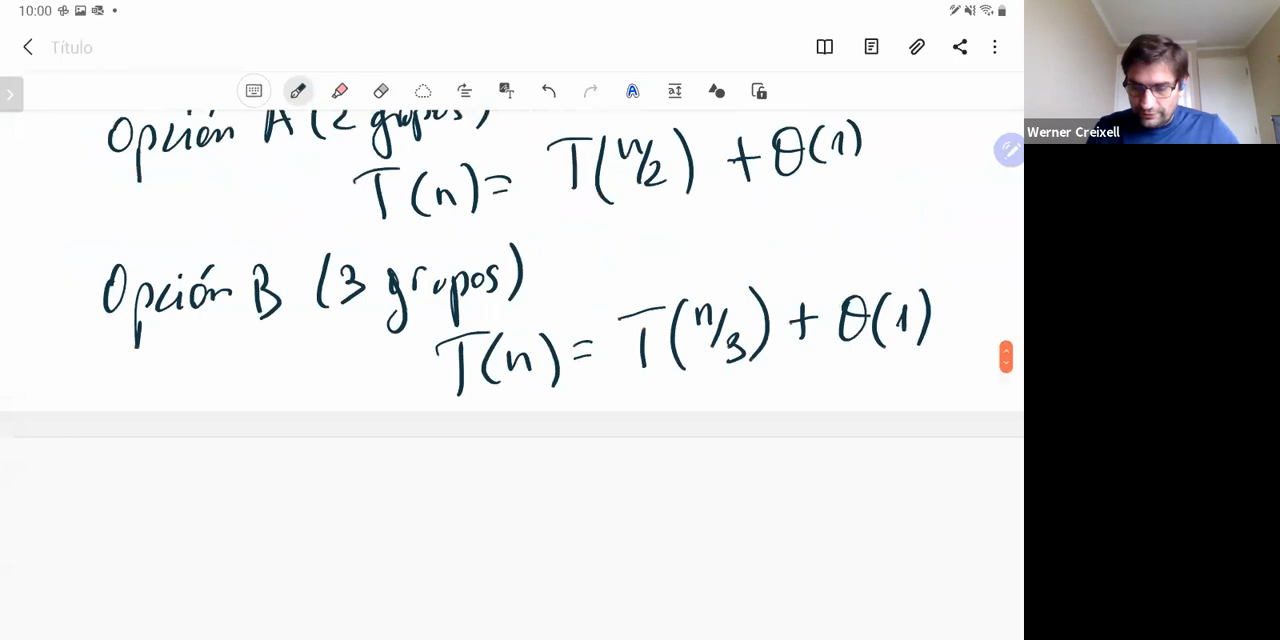 10:00
Título
Werner Creixell
Opción A (2 grupos)
T(n) = T(n/2) + Θ(1)
Opción B (3 grupos)
T(n) = T(n/3) + Θ(1)